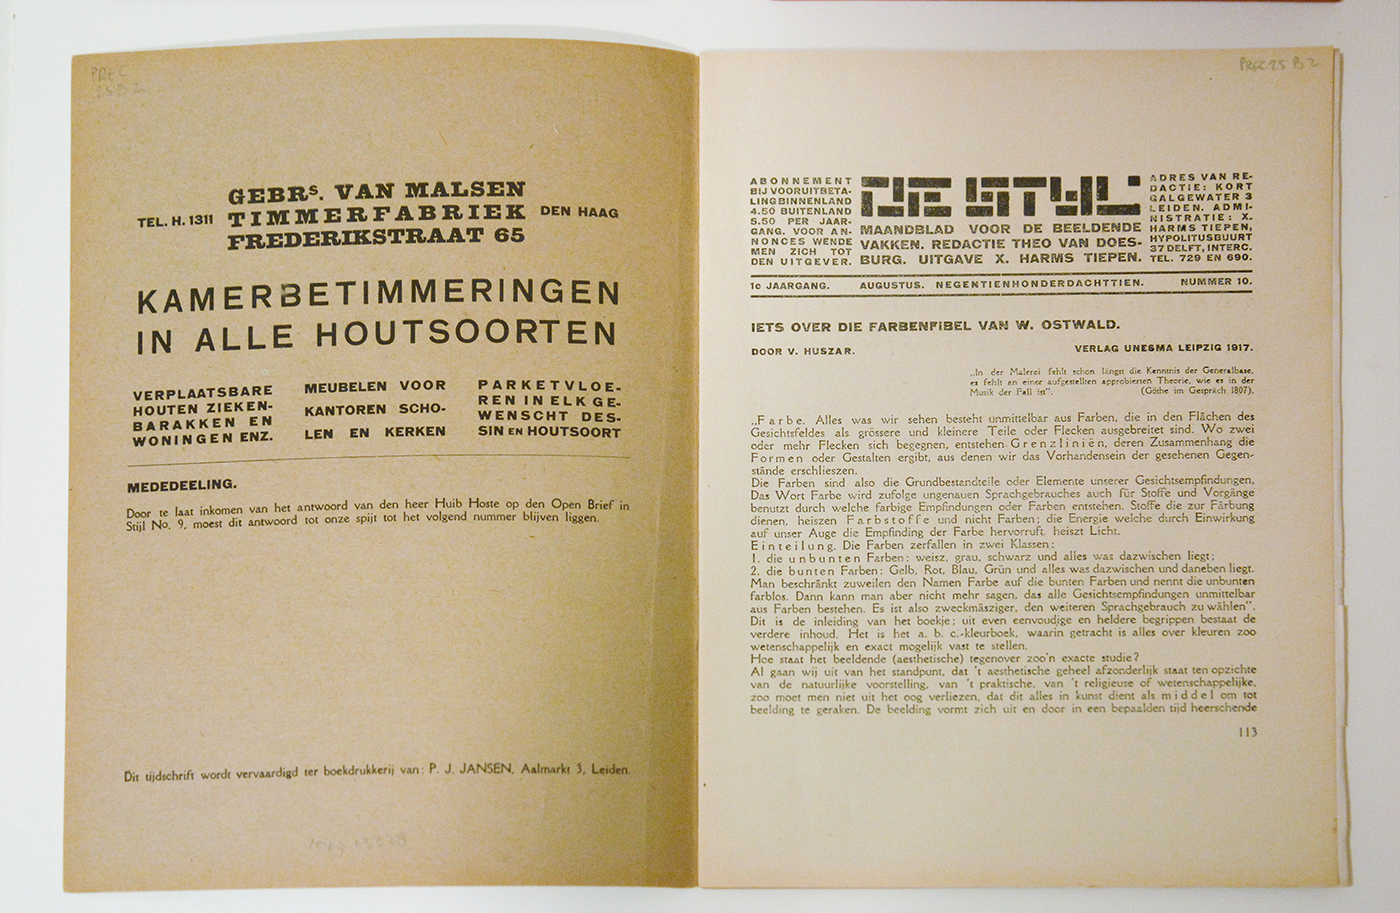 PREC
25 B 2
GEBRS. VAN MALSEN
TEL. H. 1311 TIMMERFABRIEK DEN HAAG
FREDERIKSTRAAT 65
KAMERBETIMMERINGEN
IN ALLE HOUTSOORTEN
VERPLAATSBARE
HOUTEN ZIEKEN-
BARAKKEN EN
WONINGEN ENZ.
MEUBELEN VOOR
KANTOREN SCHO-
LEN EN KERKEN
PARKETVLOE-
REN IN ELK GE-
WENSCHT DES-
SIN EN HOUTSOORT
MEDEDEELING.
Door te laat inkomen van het antwoord van den heer Huib Hoste op den Open Brief in
Stijl No. 9, moest dit antwoord tot onze spijt tot het volgend nummer blijven liggen.
Dit tijdschrift wordt vervaardigd ter boekdrukkerij van: P. J. JANSEN, Aalmarkt 3, Leiden.
PREC 25 B 2
ABONNEMENT
BIJ VOORUITBETA-
LING BINNENLAND
4.50 BUITENLAND
5.50 PER JAAR-
GANG. VOOR AN-
NONCES WENDE
MEN ZICH TOT
DEN UITGEVER.
DE STYL
MAANDBLAD VOOR DE BEELDENDE
VAKKEN. REDACTIE THEO VAN DOES-
BURG. UITGAVE X. HARMS TIEPEN.
ADRES VAN RE-
DACTIE: KORT
GALGEWATER 3
LEIDEN. ADMI-
NISTRATIE: X.
HARMS TIEPEN,
HYPOLITUSBUURT
37 DELFT, INTERC.
TEL. 729 EN 690.
1e JAARGANG. AUGUSTUS. NEGENTIENHONDERDACHTTIEN. NUMMER 10.
IETS OVER DIE FARBENFIBEL VAN W. OSTWALD.
DOOR V. HUSZAR. VERLAG UNESMA LEIPZIG 1917.
„In der Malerei fehlt schon längst die Kenntnis der Generalbase,
es fehlt an einer aufgestellten approbierten Theorie, wie es in der
Musik der Fall ist”. (Göthe im Gespräch 1807).
„Farbe. Alles was wir sehen besteht unmittelbar aus Farben, die in den Flächen des
Gesichtsfeldes als grössere und kleinere Teile oder Flecken ausgebreitet sind. Wo zwei
oder mehr Flecken sich begegnen, entstehen Grenzliniën, deren Zusammenhang die
Formen oder Gestalten ergibt, aus denen wir das Vorhandensein der gesehenen Gegen-
stände erschlieszen.
Die Farben sind also die Grundbestandteile oder Elemente unserer Gesichtsempfindungen,
Das Wort Farbe wird zufolge ungenauen Sprachgebrauches auch für Stoffe und Vorgänge
benutzt durch welche farbige Empfindungen oder Farben entstehen. Stoffe die zur Färbung
dienen, heiszen Farbstoffe und nicht Farben; die Energie welche durch Einwirkung
auf unser Auge die Empfinding der Farbe hervorruft, heiszt Licht.
Einteilung. Die Farben zerfallen in zwei Klassen:
1. die unbunten Farben: weisz, grau, schwarz und alles was dazwischen liegt;
2. die bunten Farben: Gelb, Rot, Blau, Grün und alles was dazwischen und daneben liegt.
Man beschränkt zuweilen den Namen Farbe auf die bunten Farben und nennt die unbunten
farblos. Dann kann man aber nicht mehr sagen, das alle Gesichtsempfindungen unmittelbar
aus Farben bestehen. Es ist also zweckmäsziger, den weiteren Sprachgebrauch zu wählen”.
Dit is de inleiding van het boekje; uit even eenvoudige en heldere begrippen bestaat de
verdere inhoud. Het is het a. b. c.-kleurboek, waarin getracht is alles over kleuren zoo
wetenschappelijk en exact mogelijk vast te stellen.
Hoe staat het beeldende (aesthetische) tegenover zoo'n exacte studie?
Al gaan wij uit van het standpunt, dat 't aesthetische geheel afzonderlijk staat ten opzichte
van de natuurlijke voorstelling, van 't praktische, van 't religieuse of wetenschappelijke,
zoo moet men niet uit het oog verliezen, dat dit alles in kunst dient als middel om tot
beelding te geraken. De beelding vormt zich uit en door in een bepaalden tijd heerschende
113